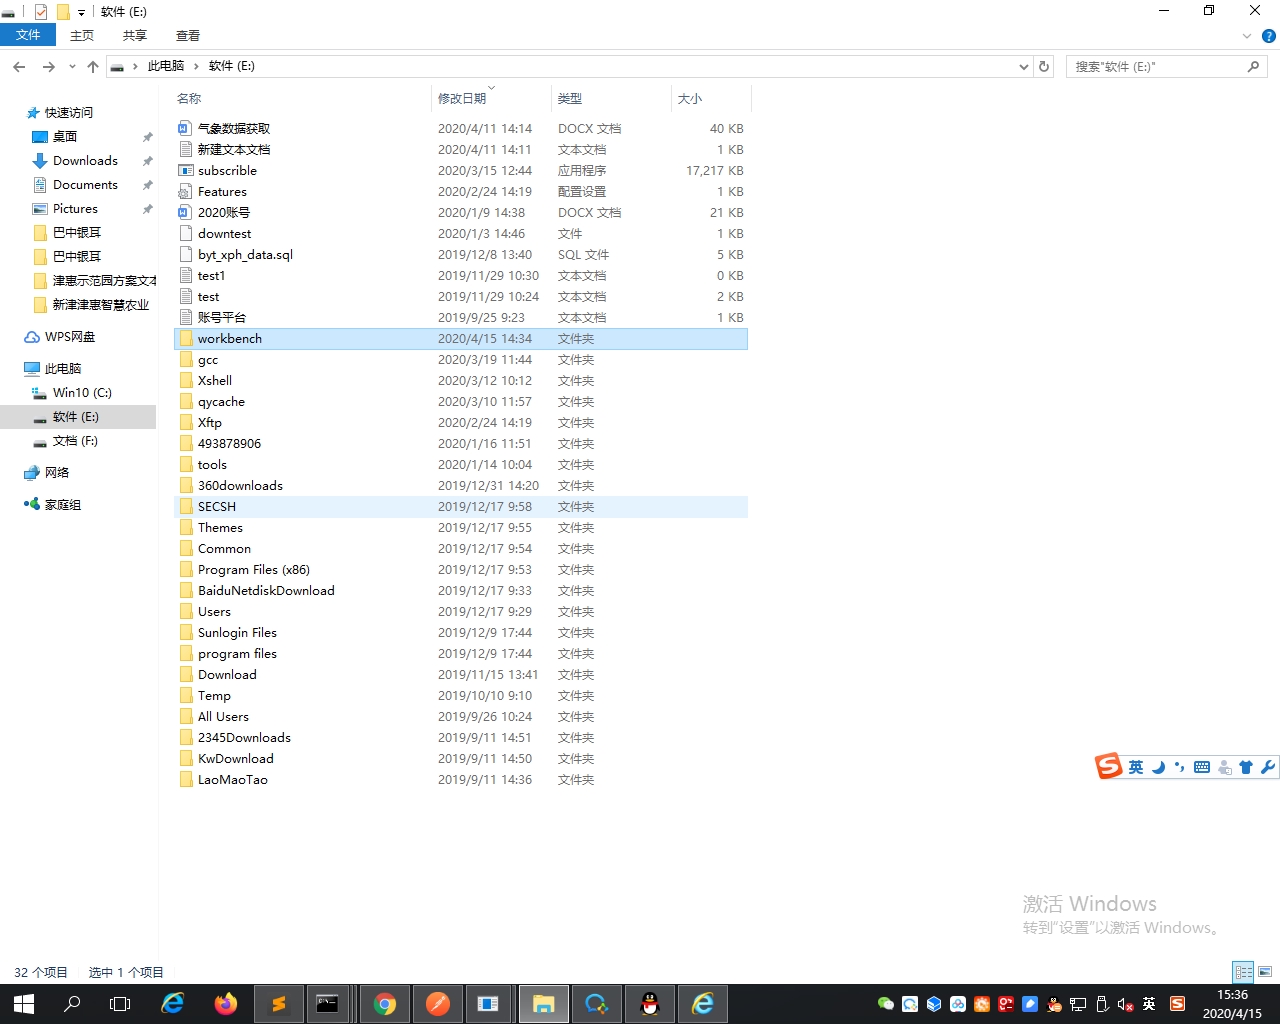 软件 (E:)
文件 主页 共享 查看
此电脑 软件 (E:) 搜索"软件 (E:)"
名称 修改日期 类型 大小
快速访问
桌面
Downloads
Documents
Pictures
巴中银耳
巴中银耳
津惠示范园方案文本
新津津惠智慧农业
WPS网盘
此电脑
Win10 (C:)
软件 (E:)
文档 (F:)
网络
家庭组
气象数据获取 2020/4/11 14:14 DOCX 文档 40 KB
新建文本文档 2020/4/11 14:11 文本文档 1 KB
subscrible 2020/3/15 12:44 应用程序 17,217 KB
Features 2020/2/24 14:19 配置设置 1 KB
2020账号 2020/1/9 14:38 DOCX 文档 21 KB
downtest 2020/1/3 14:46 文件 1 KB
byt_xph_data.sql 2019/12/8 13:40 SQL 文件 5 KB
test1 2019/11/29 10:30 文本文档 0 KB
test 2019/11/29 10:24 文本文档 2 KB
账号平台 2019/9/25 9:23 文本文档 1 KB
workbench 2020/4/15 14:34 文件夹
gcc 2020/3/19 11:44 文件夹
Xshell 2020/3/12 10:12 文件夹
qycache 2020/3/10 11:57 文件夹
Xftp 2020/2/24 14:19 文件夹
493878906 2020/1/16 11:51 文件夹
tools 2020/1/14 10:04 文件夹
360downloads 2019/12/31 14:20 文件夹
SECSH 2019/12/17 9:58 文件夹
Themes 2019/12/17 9:55 文件夹
Common 2019/12/17 9:54 文件夹
Program Files (x86) 2019/12/17 9:53 文件夹
BaiduNetdiskDownload 2019/12/17 9:33 文件夹
Users 2019/12/17 9:29 文件夹
Sunlogin Files 2019/12/9 17:44 文件夹
program files 2019/12/9 17:44 文件夹
Download 2019/11/15 13:41 文件夹
Temp 2019/10/10 9:10 文件夹
All Users 2019/9/26 10:24 文件夹
2345Downloads 2019/9/11 14:51 文件夹
KwDownload 2019/9/11 14:50 文件夹
LaoMaoTao 2019/9/11 14:36 文件夹
英
激活 Windows
转到"设置"以激活 Windows。
32 个项目 选中 1 个项目
英
15:36
2020/4/15